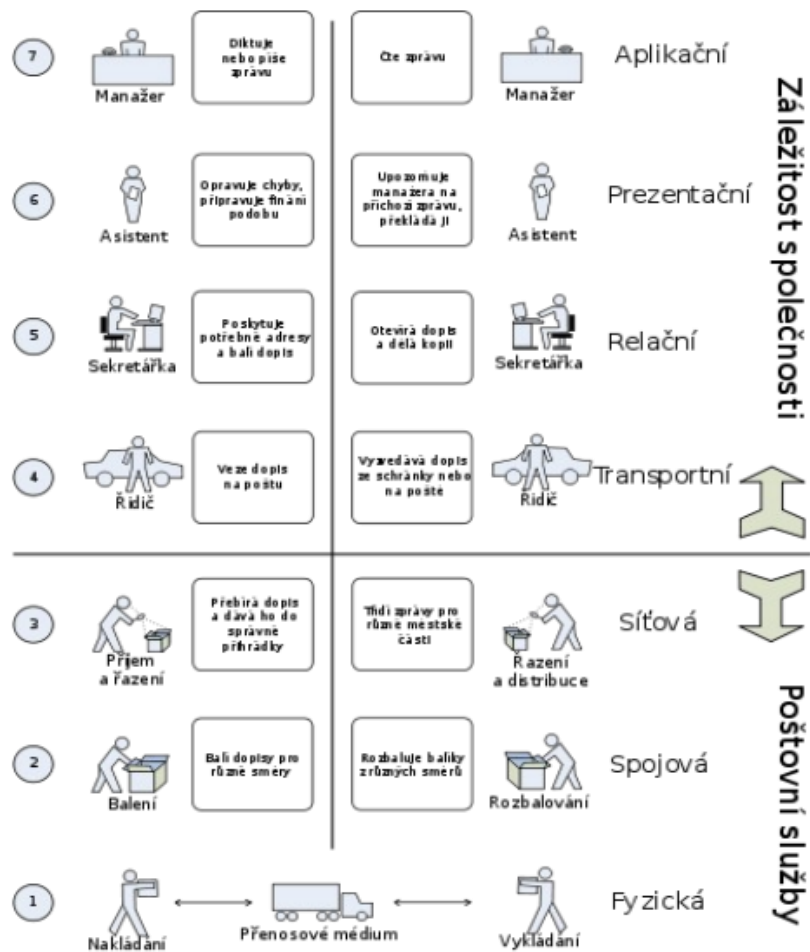 7
Manažer
Diktuje
nebo píše
zprávu
Čte zprávu
Manažer
Aplikační
6
Asistent
Opravuje chyby,
připravuje finální
podobu
Upozorňuje
manažera na
příchozí zprávu,
překládá ji
Asistent
Prezentační
5
Sekretářka
Poskytuje
potřebné adresy
a balí dopis
Otevírá dopis
a dělá kopii
Sekretářka
Relační
4
Řidič
Veze dopis
na poštu
Vyzvedává dopis
ze schránky nebo
na poště
Řidič
Transportní
Záležitost společnosti
3
Příjem
a řazení
Přebírá dopis
a dává ho do
správné
přihrádky
Třídí zprávy pro
různé městské
části
Řazení
a distribuce
Síťová
2
Balení
Balí dopisy pro
různé směry
Rozbaluje balíky
z různých směrů
Rozbalování
Spojová
1
Nakládání
Přenosové médium
Vykládání
Fyzická
Poštovní služby